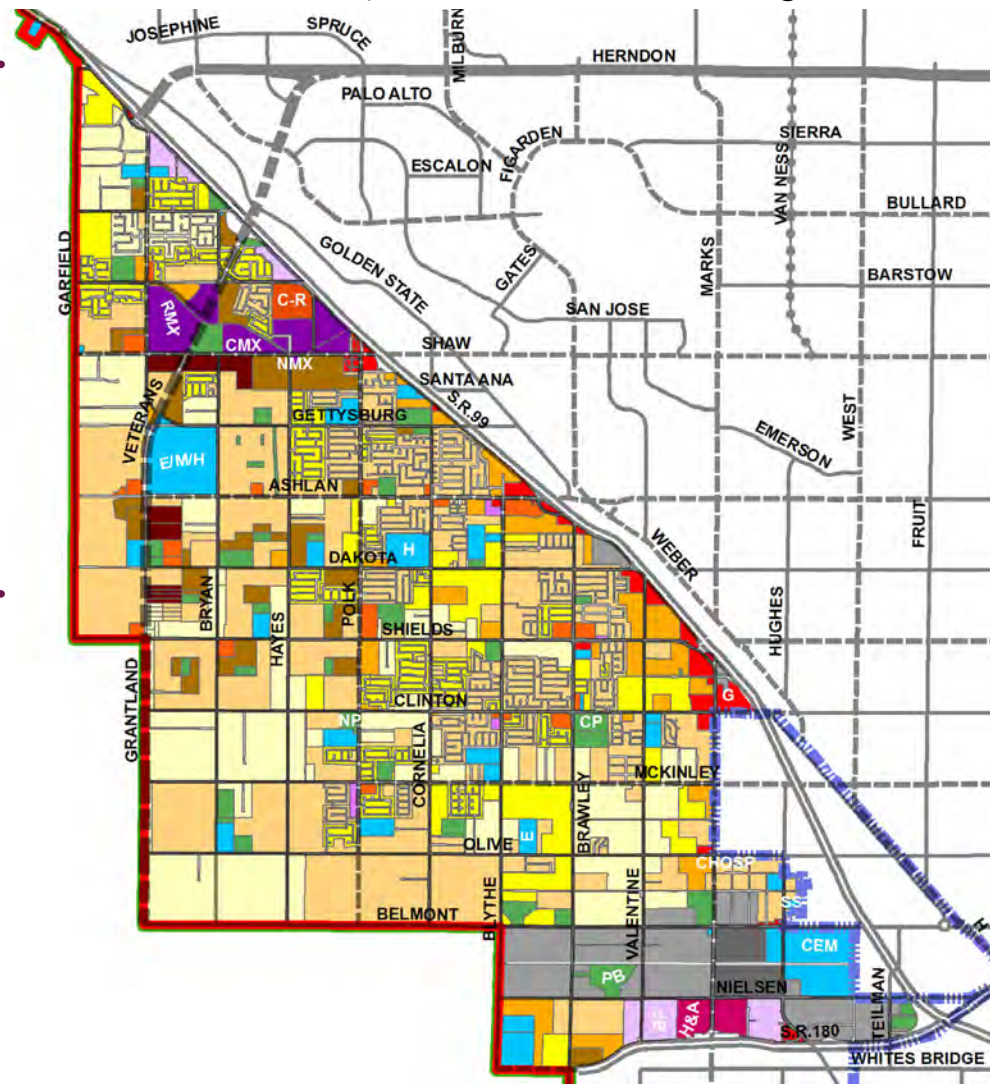 JOSEPHINE
SPRUCE
MILBURN
HERNDON
PALO ALTO
FIGARDEN
SIERRA
ESCALON
VAN NESS
BULLARD
GARFIELD
GOLDEN STATE
GATES
MARKS
BARSTOW
RMX
C-R
SAN JOSE
CMX
SHAW
NMX
SANTA ANA
VETERANS
GETTYSBURG
S.R.99
WEST
EMERSON
E/M/H
ASHLAN
FRUIT
WEBER
DAKOTA
H
BRYAN
HAYES
POLK
SHIELDS
HUGHES
GRANTLAND
CLINTON
G
NP
CORNELIA
CP
BRAWLEY
MCKINLEY
E
OLIVE
CHOSP
BELMONT
BLYTHE
VALENTINE
SS
CEM
H
PB
NIELSEN
TEILMAN
H&A
S.R.180
WHITES BRIDGE